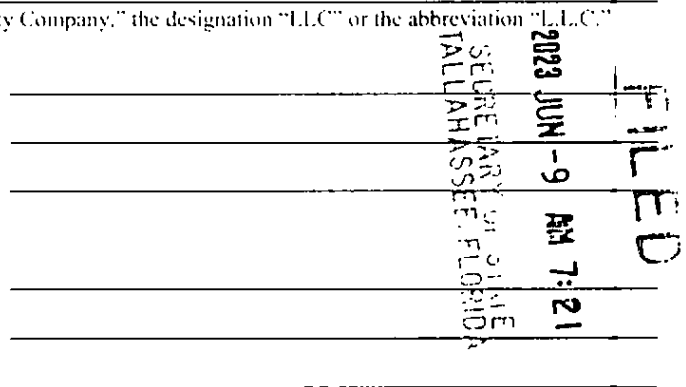 ty Company," the designation "LLC" or the abbreviation "L.L.C."
FILED
2023 JUN -9 AM 7:21
SECRETARY OF STATE
TALLAHASSEE, FLORIDA